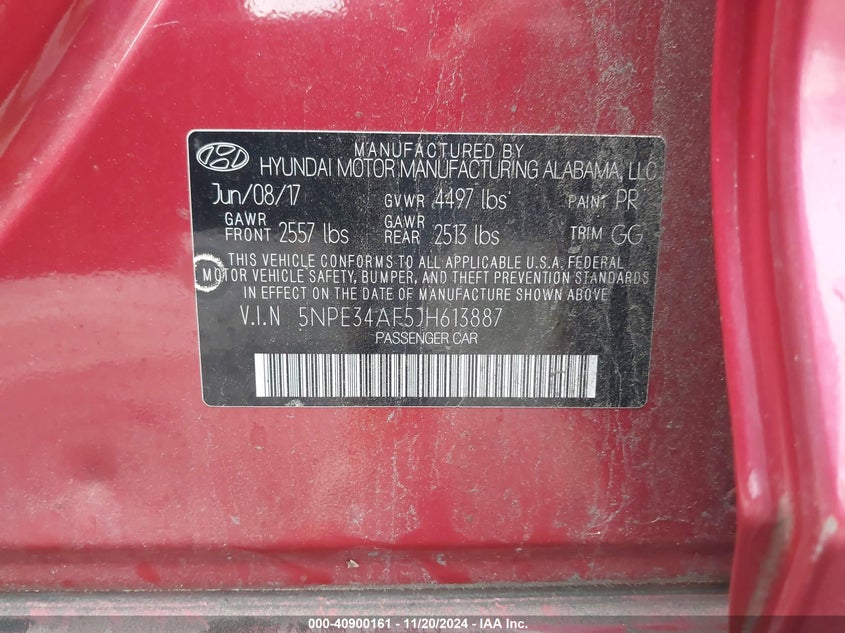 MANUFACTURED BY
HYUNDAI MOTOR MANUFACTURING ALABAMA, LLC
Jun/08/17 GVWR 4497 lbs PAINT PR
GAWR FRONT 2557 lbs GAWR REAR 2513 lbs TRIM GG
THIS VEHICLE CONFORMS TO ALL APPLICABLE U.S.A. FEDERAL
MOTOR VEHICLE SAFETY, BUMPER, AND THEFT PREVENTION STANDARDS
IN EFFECT ON THE DATE OF MANUFACTURE SHOWN ABOVE.
V.I.N 5NPE34AF5JH613887
PASSENGER CAR
000-40900161 - 11/20/2024 - IAA Inc.